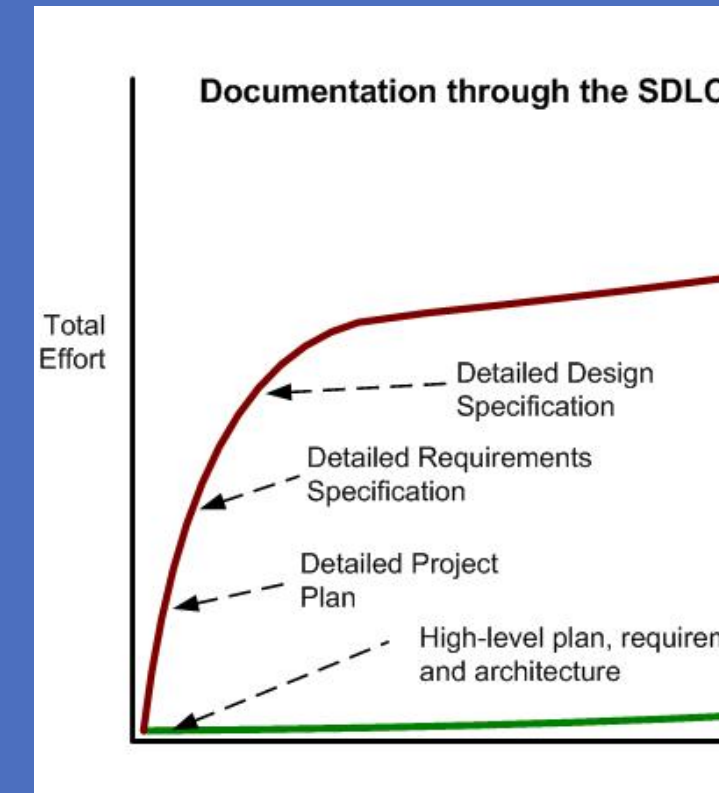 Documentation through the SDLC
Total
Effort
Detailed Design
Specification
Detailed Requirements
Specification
Detailed Project
Plan
High-level plan,
and architecture